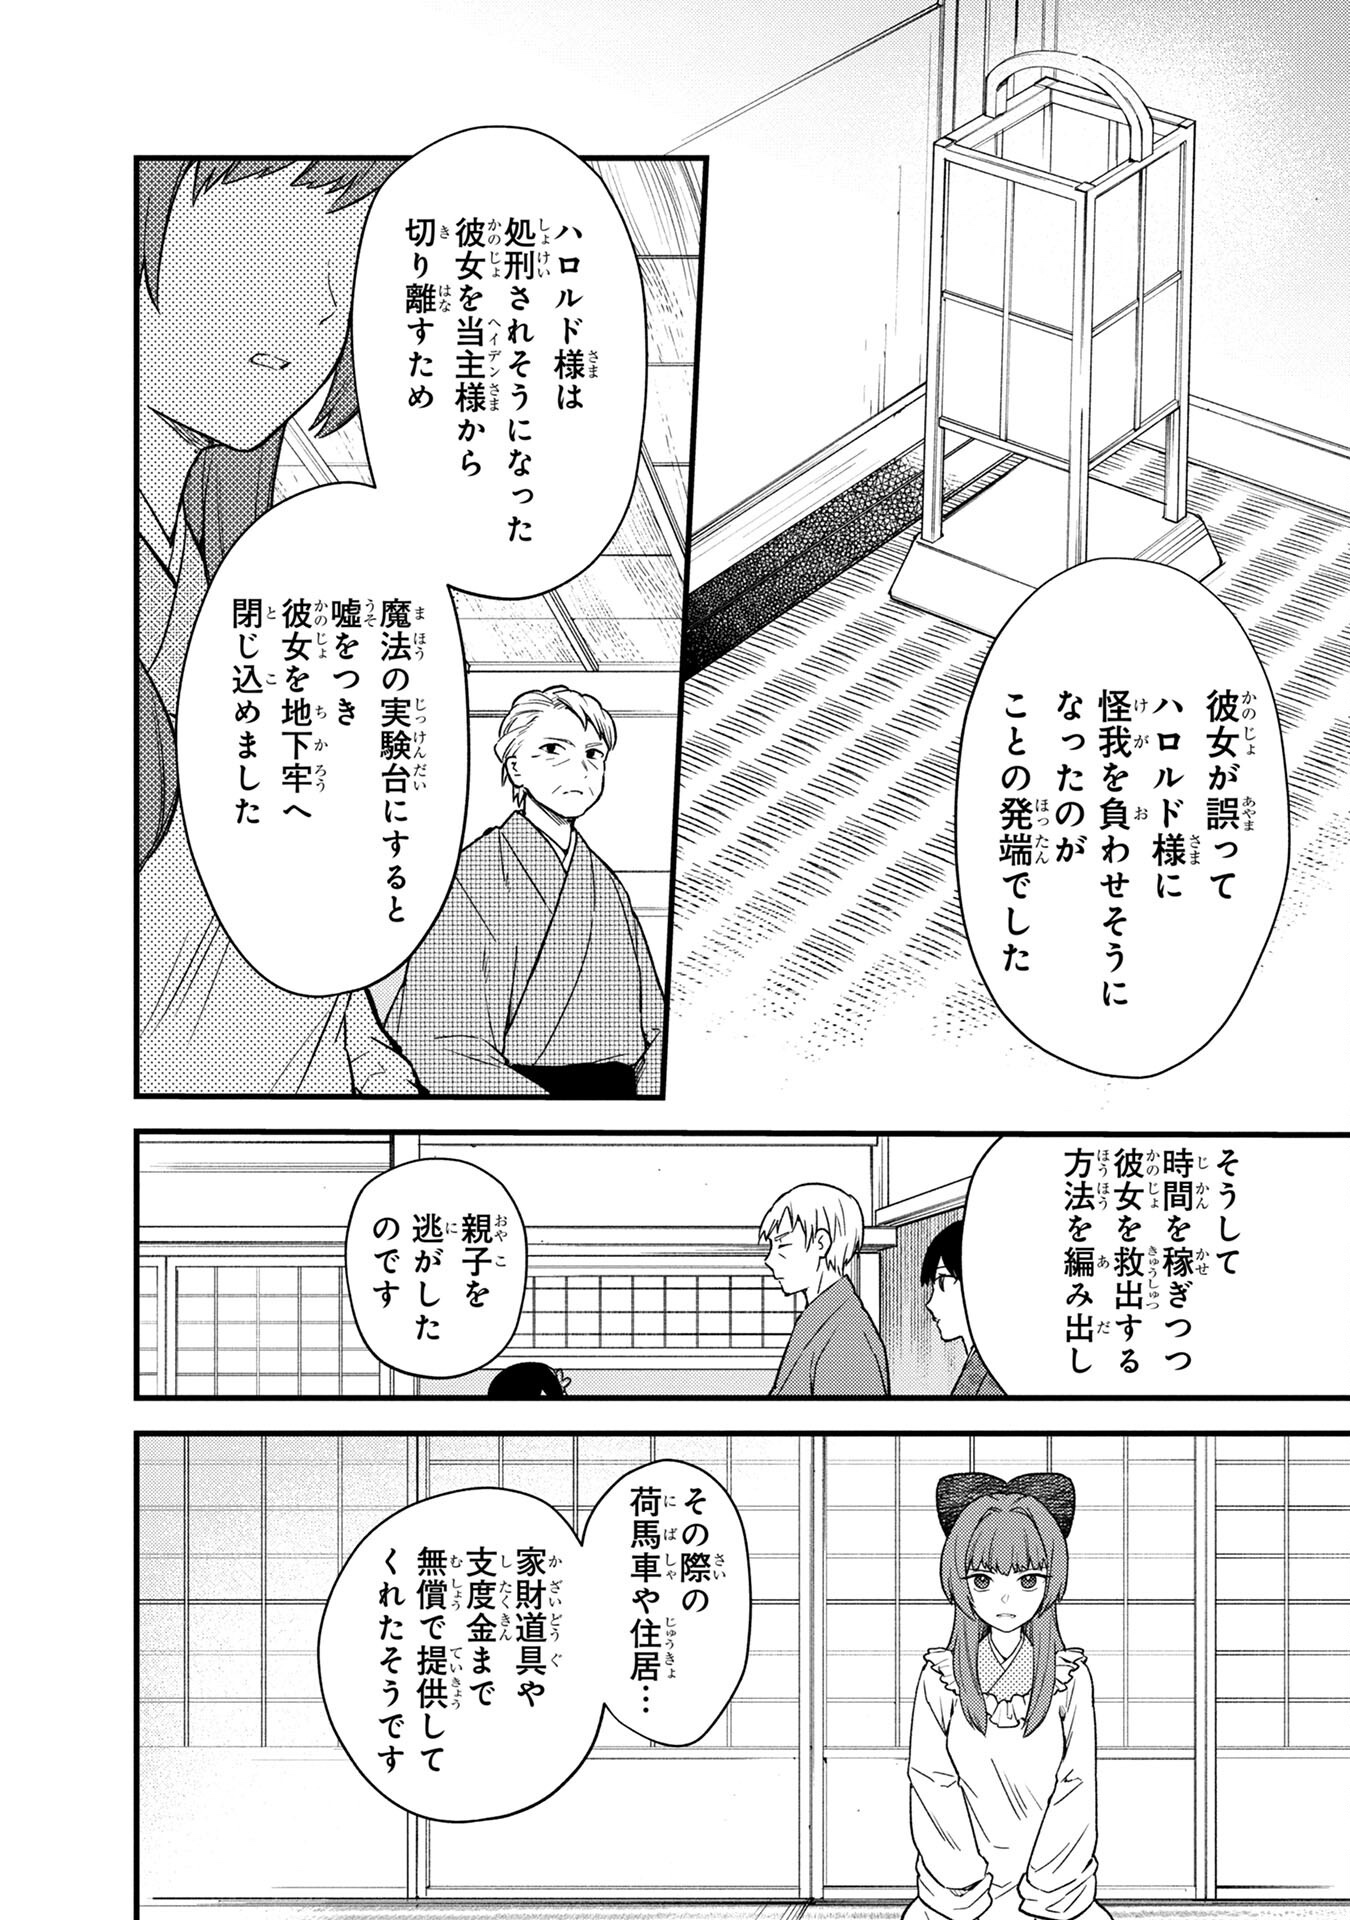 彼女が誤って
ハロルド様に
怪我を負わせそうに
なったのが
ことの発端でした
ハロルド様は
処刑されそうになった
彼女を当主様から
切り離すため
魔法の実験台にすると
嘘をつき
彼女を地下牢へ
閉じ込めました
そうして
時間を稼ぎつつ
彼女を救出する
方法を編み出し
親子を
逃がした
のです
その際の
荷馬車や住居…
家財道具や
支度金まで
無償で提供して
くれたそうです